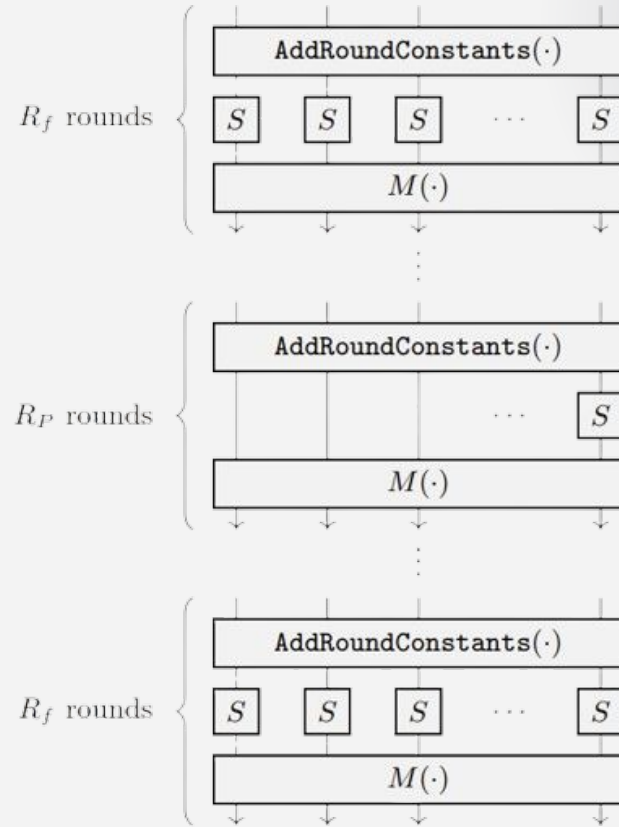 AddRoundConstants(·)
R_f rounds
S S S ··· S
M(·)
⋮
AddRoundConstants(·)
R_P rounds
··· S
M(·)
⋮
AddRoundConstants(·)
R_f rounds
S S S ··· S
M(·)